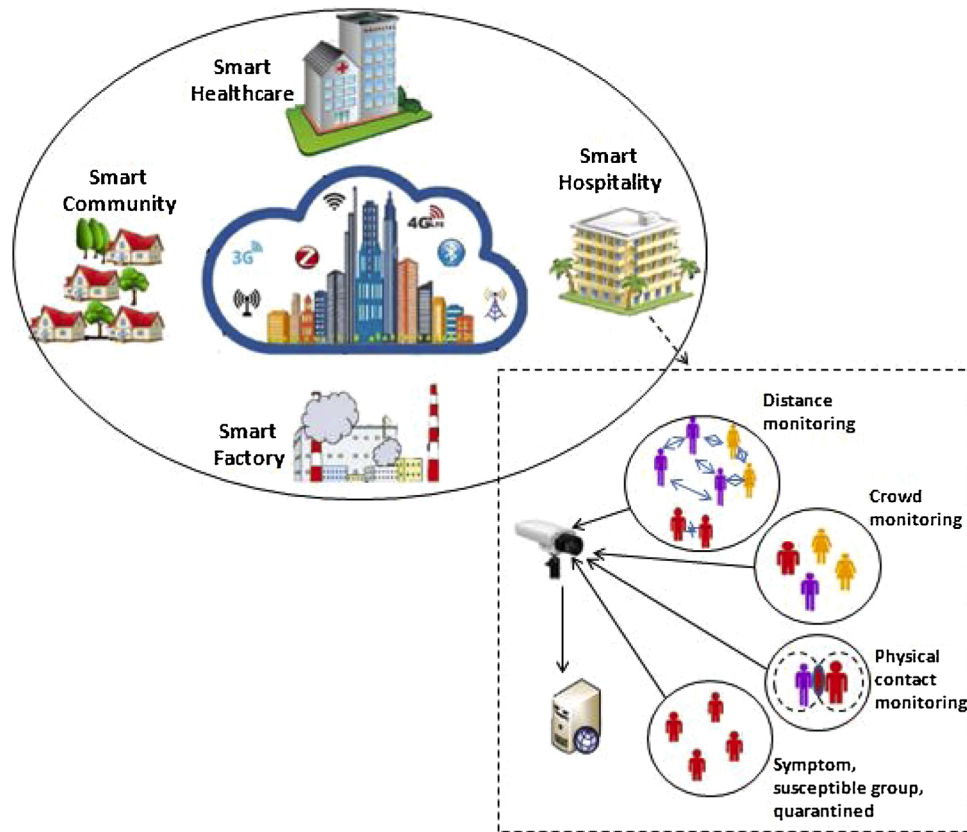 Smart
Healthcare
Smart
Hospitality
Smart
Community
3G
4G LTE
Smart
Factory
Distance
monitoring
Crowd
monitoring
Physical
contact
monitoring
Symptom,
susceptible group,
quarantined